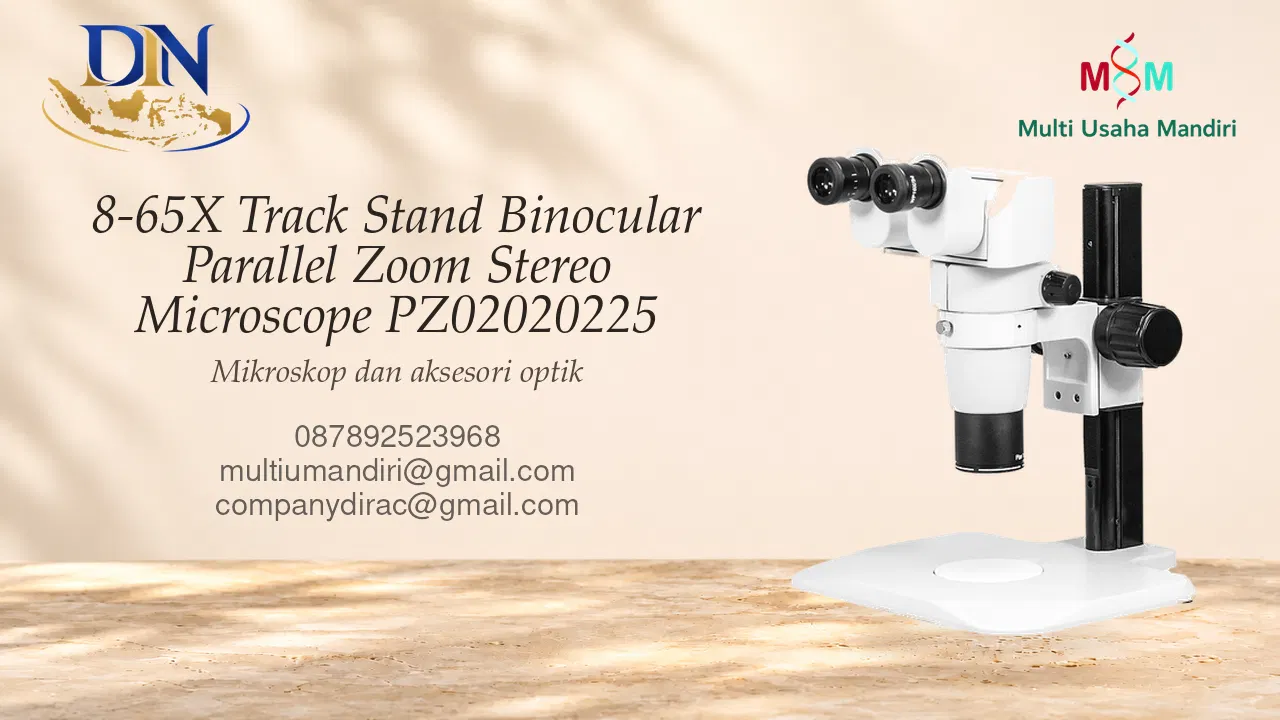 DIN
M M
Multi Usaha Mandiri
8-65X Track Stand Binocular
Parallel Zoom Stereo
Microscope PZ02020225
Mikroskop dan aksesori optik
087892523968
multiumandiri@gmail.com
companydirac@gmail.com